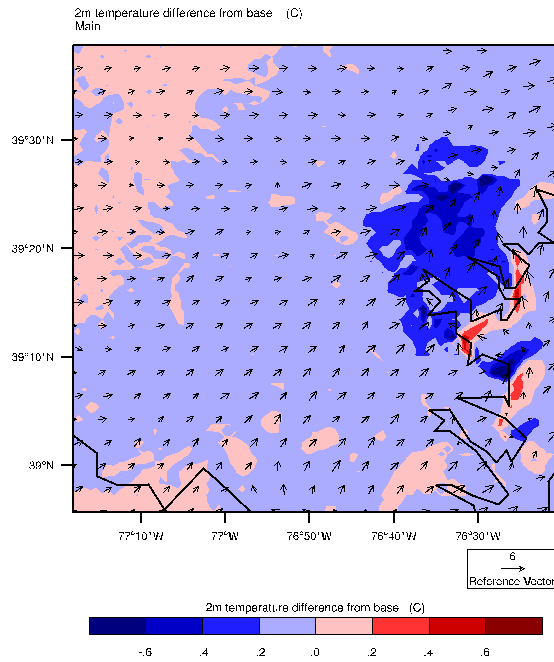 2m temperature difference from base (C)
Main
39°30'N
39°20'N
39°10'N
39°N
77°10'W 77°W 76°50'W 76°40'W 76°30'W
6
Reference Vector
2m temperature difference from base (C)
-.6 .4 .2 .0 .2 .4 .6